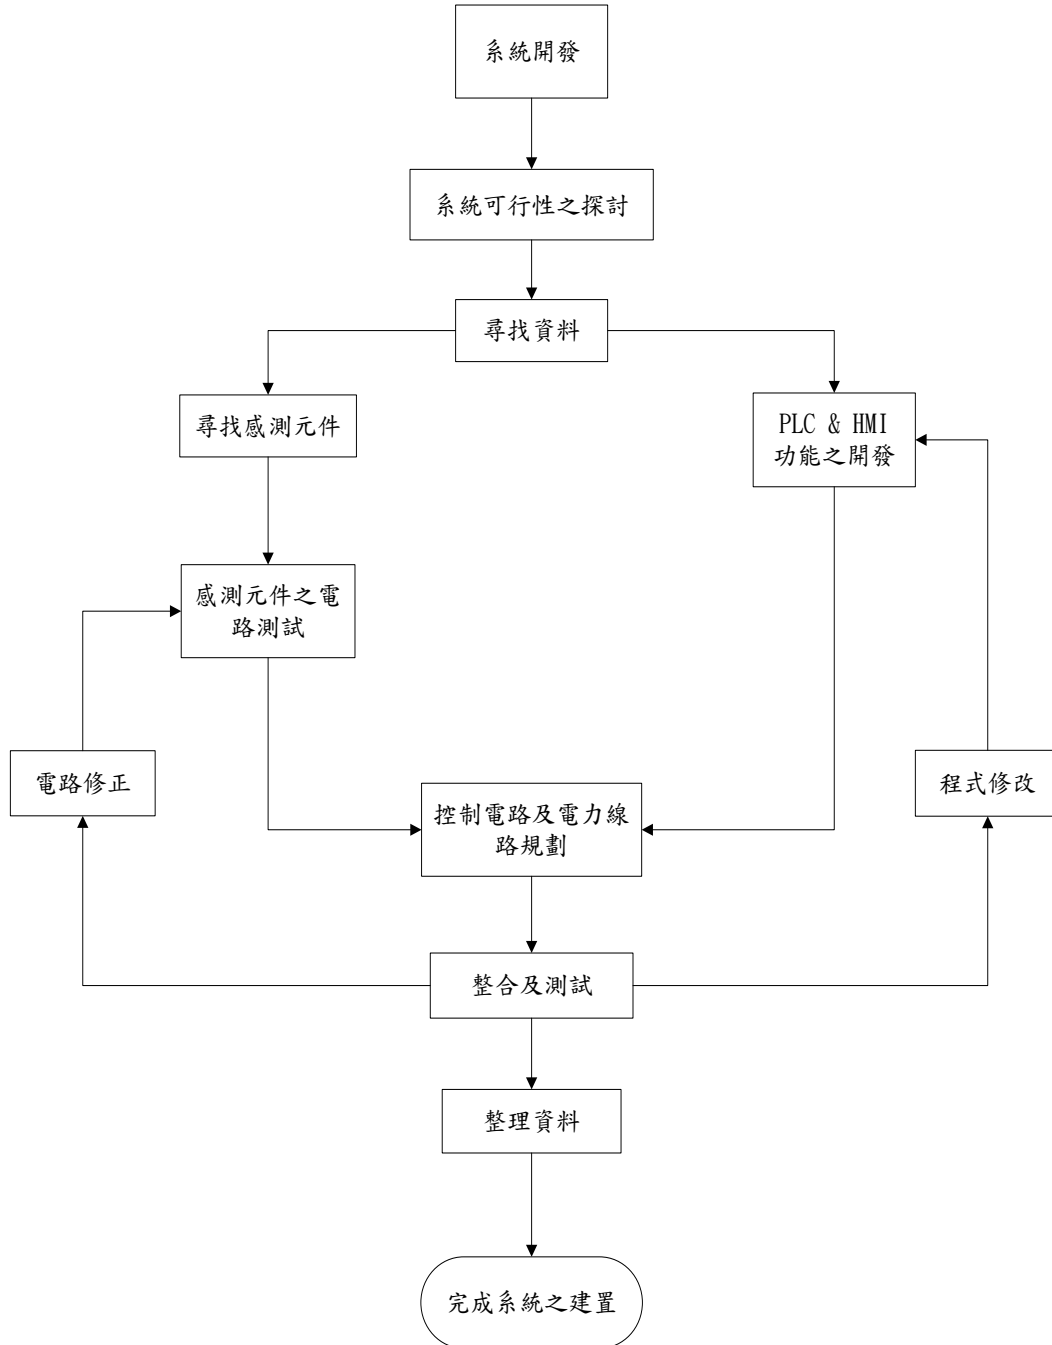 系統開發
系統可行性之探討
尋找資料
尋找感測元件
PLC & HMI
功能之開發
感測元件之電
路測試
電路修正
控制電路及電力線
路規劃
程式修改
整合及測試
整理資料
完成系統之建置